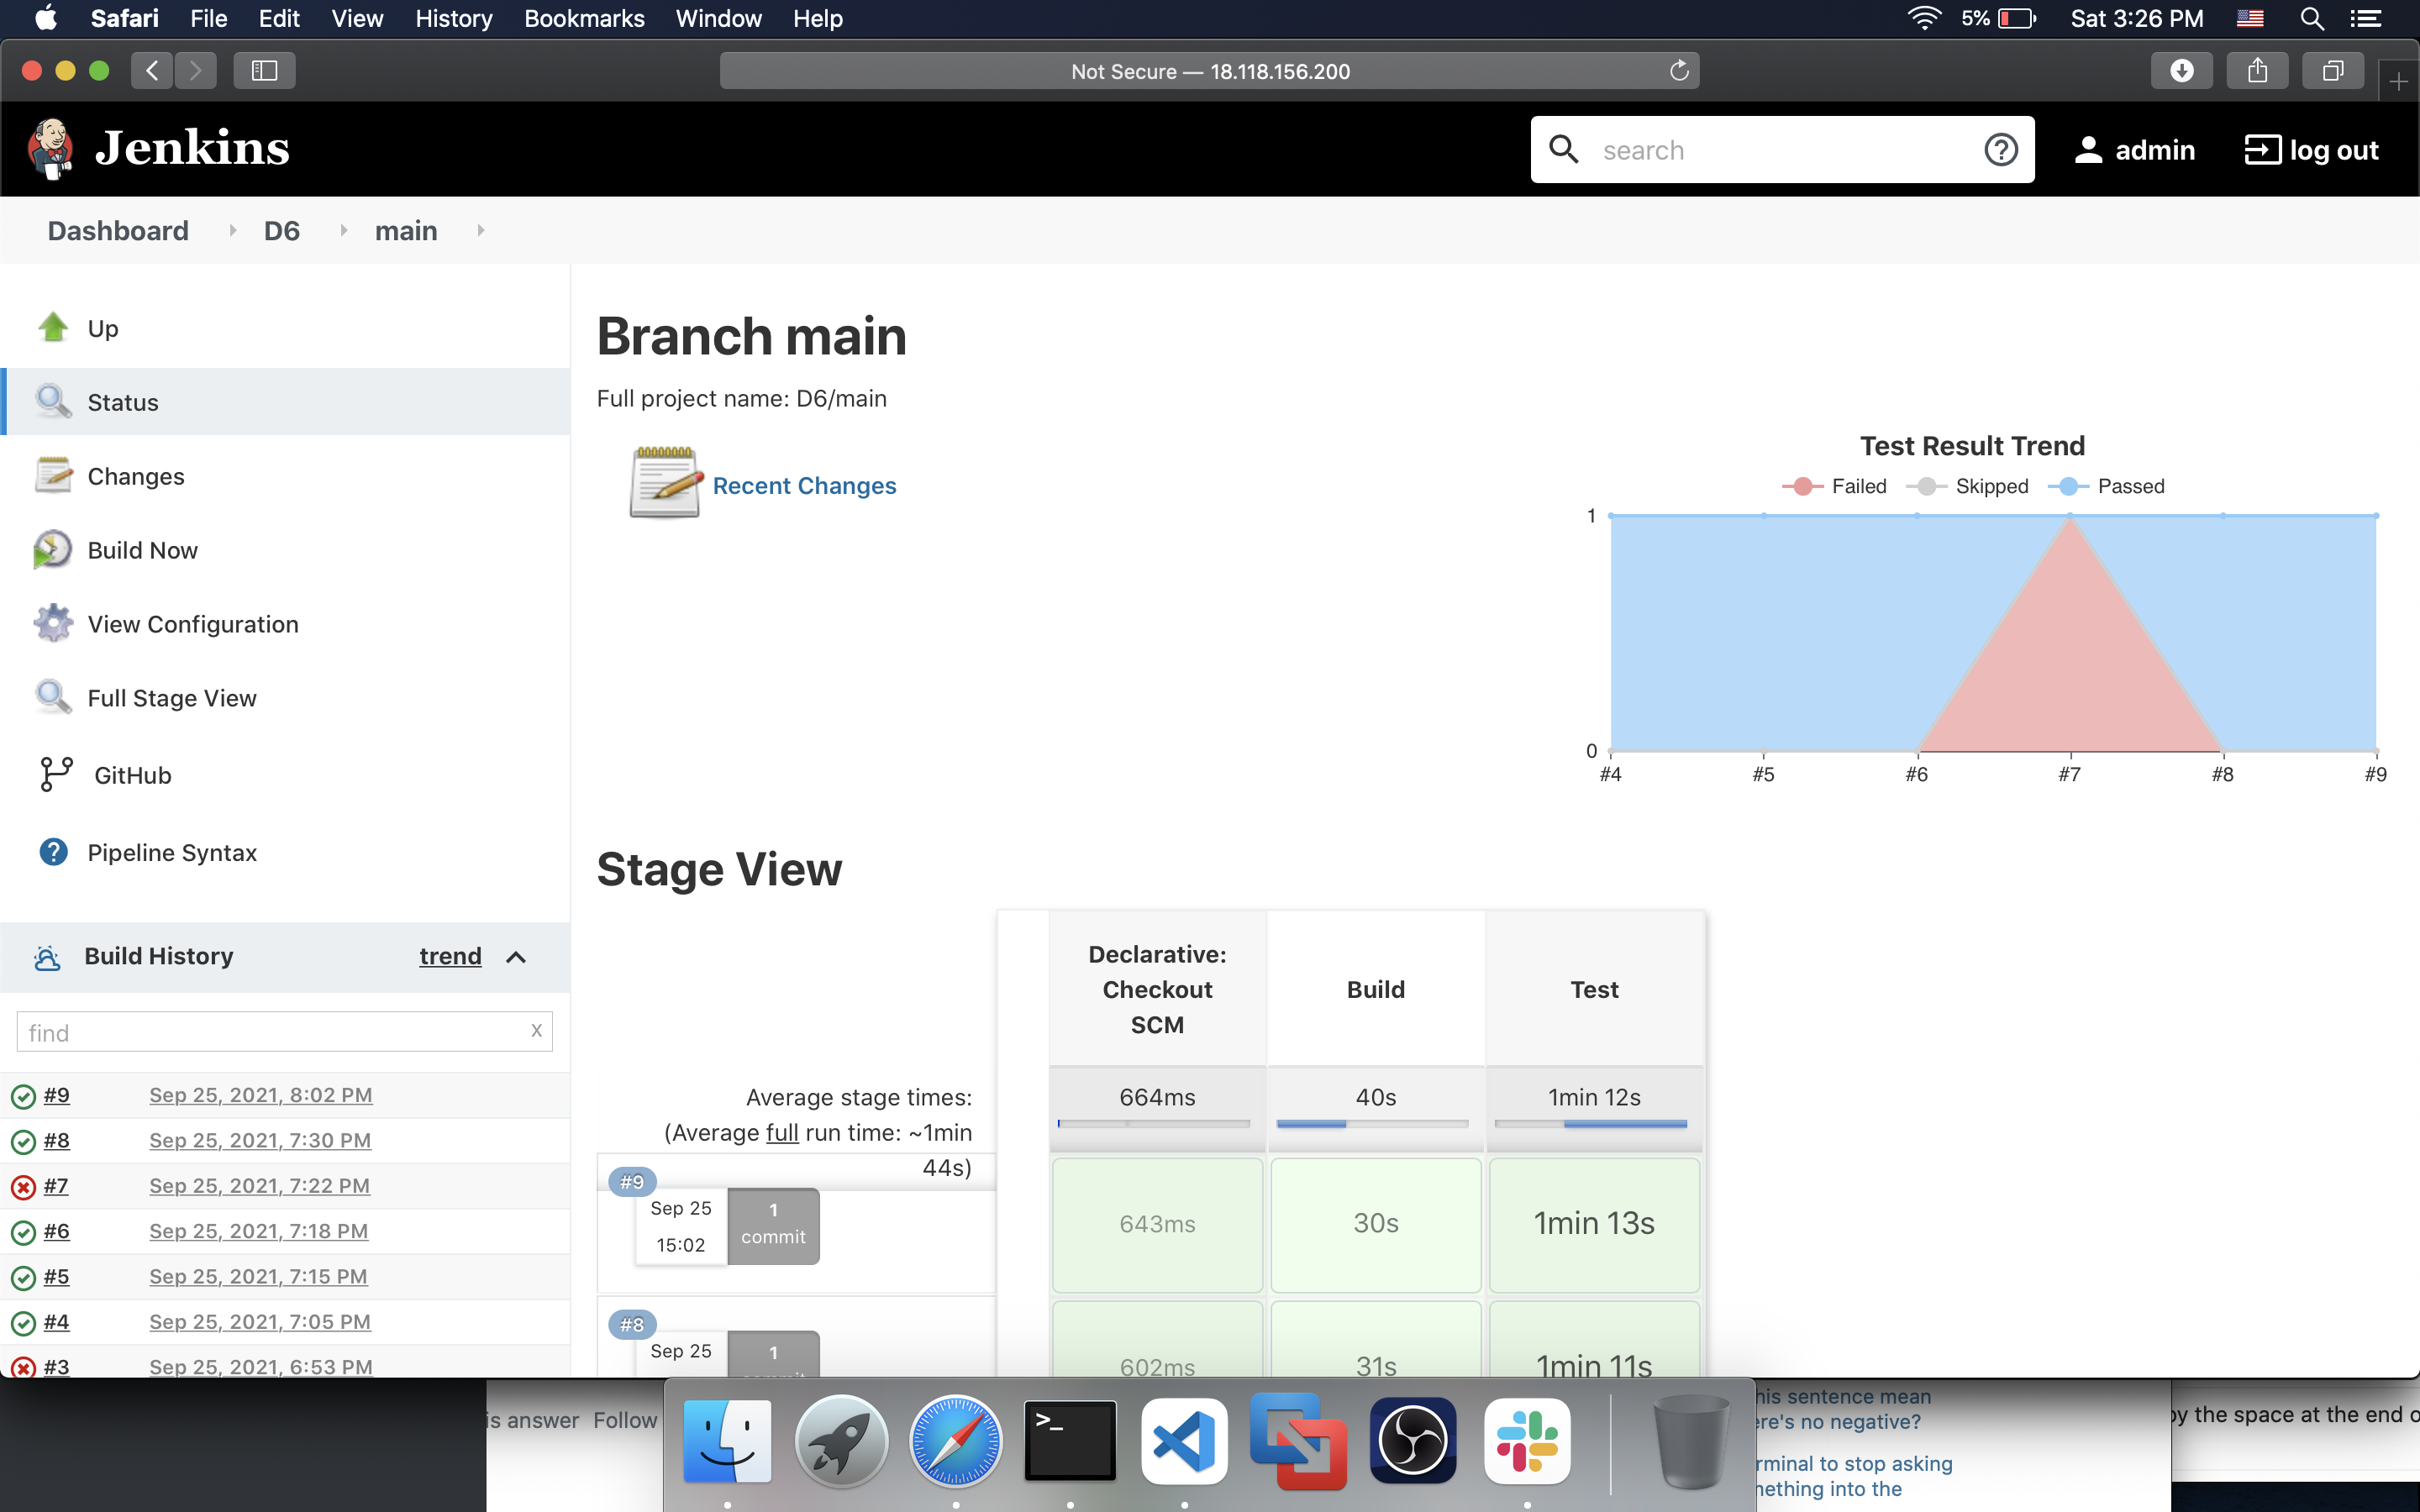 Safari File Edit View History Bookmarks Window Help 5% Sat 3:26 PM
Not Secure — 18.118.156.200
Jenkins
search
admin
log out
Dashboard D6 main
Up
Status
Changes
Build Now
View Configuration
Full Stage View
GitHub
Pipeline Syntax
Build History trend
find x
#9 Sep 25, 2021, 8:02 PM
#8 Sep 25, 2021, 7:30 PM
#7 Sep 25, 2021, 7:22 PM
#6 Sep 25, 2021, 7:18 PM
#5 Sep 25, 2021, 7:15 PM
#4 Sep 25, 2021, 7:05 PM
#3 Sep 25, 2021, 6:53 PM
Branch main
Full project name: D6/main
Recent Changes
Test Result Trend
Failed Skipped Passed
1
0
#4 #5 #6 #7 #8 #9
Stage View
Declarative:
Checkout
SCM
Build
Test
Average stage times:
(Average full run time: ~1min
44s)
664ms 40s 1min 12s
#9
Sep 25
15:02
1
commit
643ms 30s 1min 13s
#8
Sep 25
1
602ms 31s 1min 11s
is answer Follow
>_
his sentence mean
ere's no negative?
rminal to stop asking
nething into the
by the space at the end o